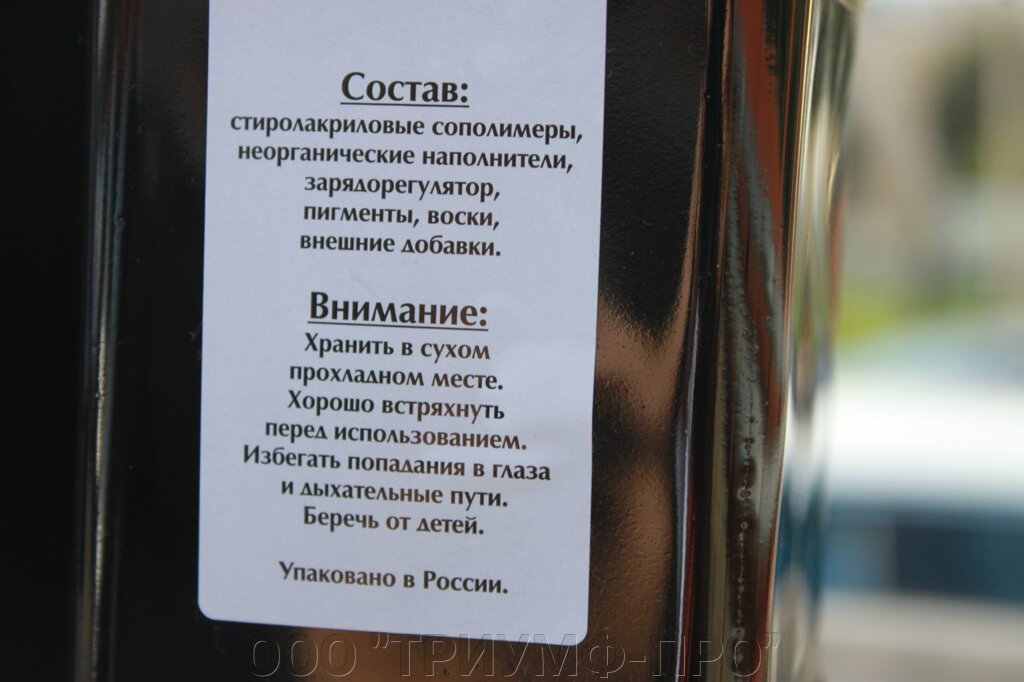 Состав:
стиролакриловые сополимеры,
неорганические наполнители,
зарядорегулятор,
пигменты, воски,
внешние добавки.
Внимание:
Хранить в сухом
прохладном месте.
Хорошо встряхнуть
перед использованием.
Избегать попадания в глаза
и дыхательные пути.
Беречь от детей.
Упаковано в России.
ООО "ТРИУМФ-ПРО"